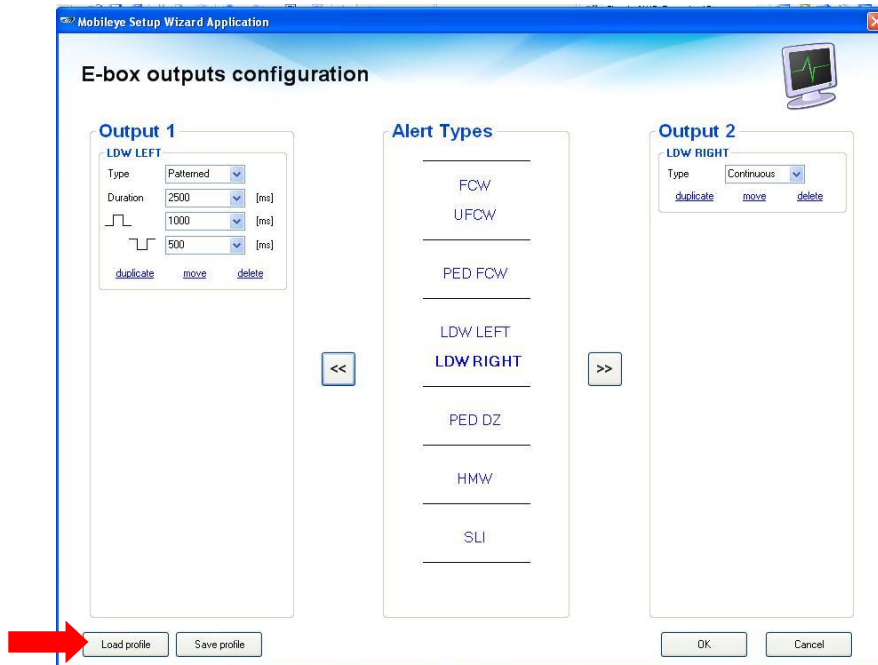 Mobileye Setup Wizard Application
E-box outputs configuration
Output 1
LDW LEFT
Type Patterned
Duration 2500 [ms]
1000 [ms]
500 [ms]
duplicate move delete
<<
Alert Types
FCW
UFCW
PED FCW
LDW LEFT
LDW RIGHT
PED DZ
HMW
SLI
>>
Output 2
LDW RIGHT
Type Continuous
duplicate move delete
Load profile Save profile
OK Cancel